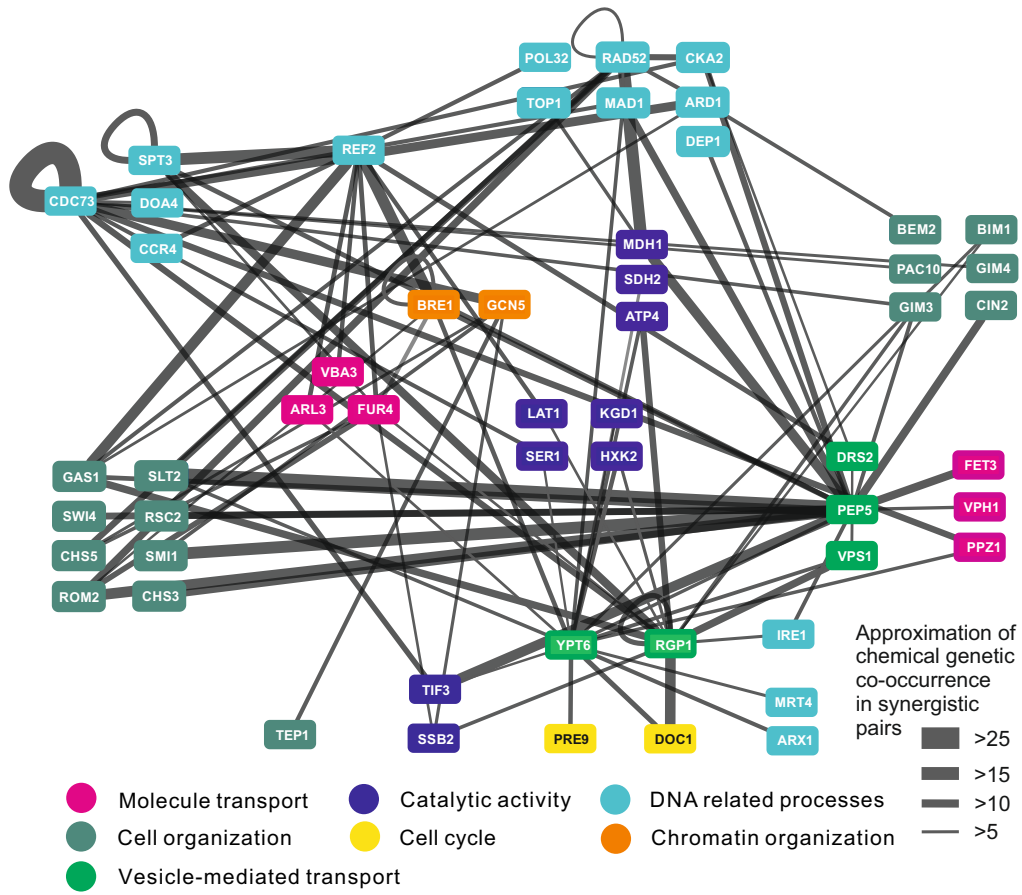 POL32 RAD52 CKA2
TOP1 MAD1 ARD1
DEP1
SPT3 REF2
CDC73 DOA4
CCR4
BEM2 BIM1
MDH1 PAC10 GIM4
SDH2
BRE1 GCN5 ATP4 GIM3 CIN2
VBA3
ARL3 FUR4 LAT1 KGD1
GAS1 SLT2 SER1 HXK2 DRS2 FET3
SWI4 RSC2 PEP5 VPH1
CHS5 SMI1 VPS1 PPZ1
ROM2 CHS3
YPT6 RGP1 IRE1
TIF3 MRT4
TEP1 SSB2 PRE9 DOC1 ARX1
Approximation of
chemical genetic
co-occurrence
in synergistic
pairs
>25
>15
>10
>5
Molecule transport Catalytic activity DNA related processes
Cell organization Cell cycle Chromatin organization
Vesicle-mediated transport